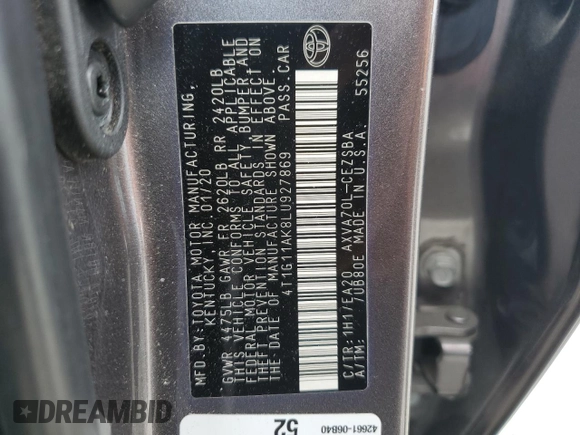 MFD.BY: TOYOTA MOTOR MANUFACTURING,
KENTUCKY, INC. 01/20
GVWR 4475LB GAWR FR 2620LB RR 2420LB
THIS VEHICLE CONFORMS TO ALL APPLICABLE
FEDERAL MOTOR VEHICLE SAFETY, BUMPER AND
THEFT PREVENTION STANDARDS IN EFFECT ON
THE DATE OF MANUFACTURE SHOWN ABOVE.
4T1G11AK8LU927869 PASS. CAR
C/TR: 1H1/EA20 AXVA70L-CEZSBA
A/TM: 7UB80E MADE IN U.S.A. 55256
42661-06B40
52
EPICVIN